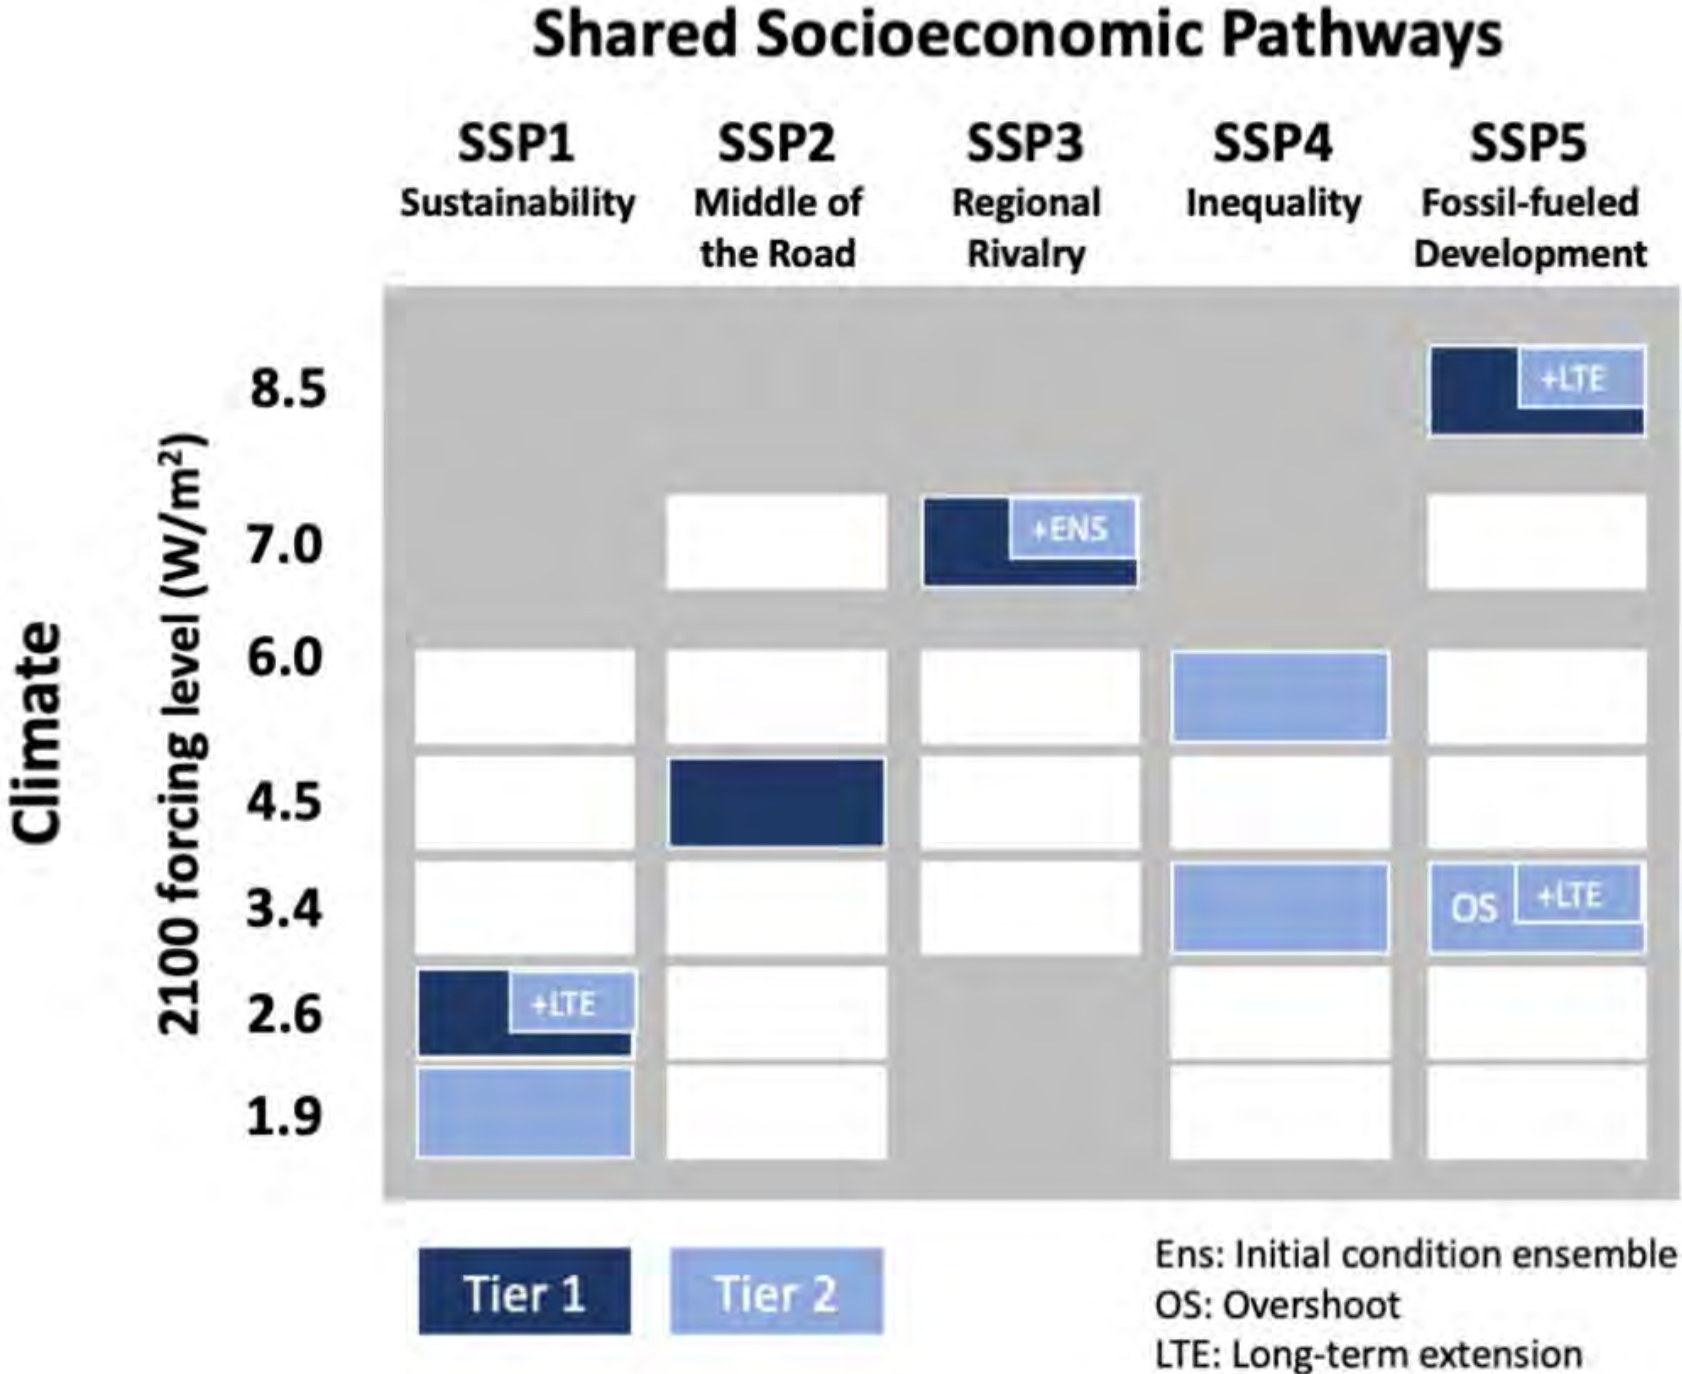 Shared Socioeconomic Pathways
SSP1 SSP2 SSP3 SSP4 SSP5
Sustainability Middle of Regional Inequality Fossil-fueled
the Road Rivalry Development
Climate
2100 forcing level (W/m²)
8.5 +LTE
7.0 +ENS
6.0
4.5
3.4 OS +LTE
2.6 +LTE
1.9
Tier 1 Tier 2
Ens: Initial condition ensemble
OS: Overshoot
LTE: Long-term extension